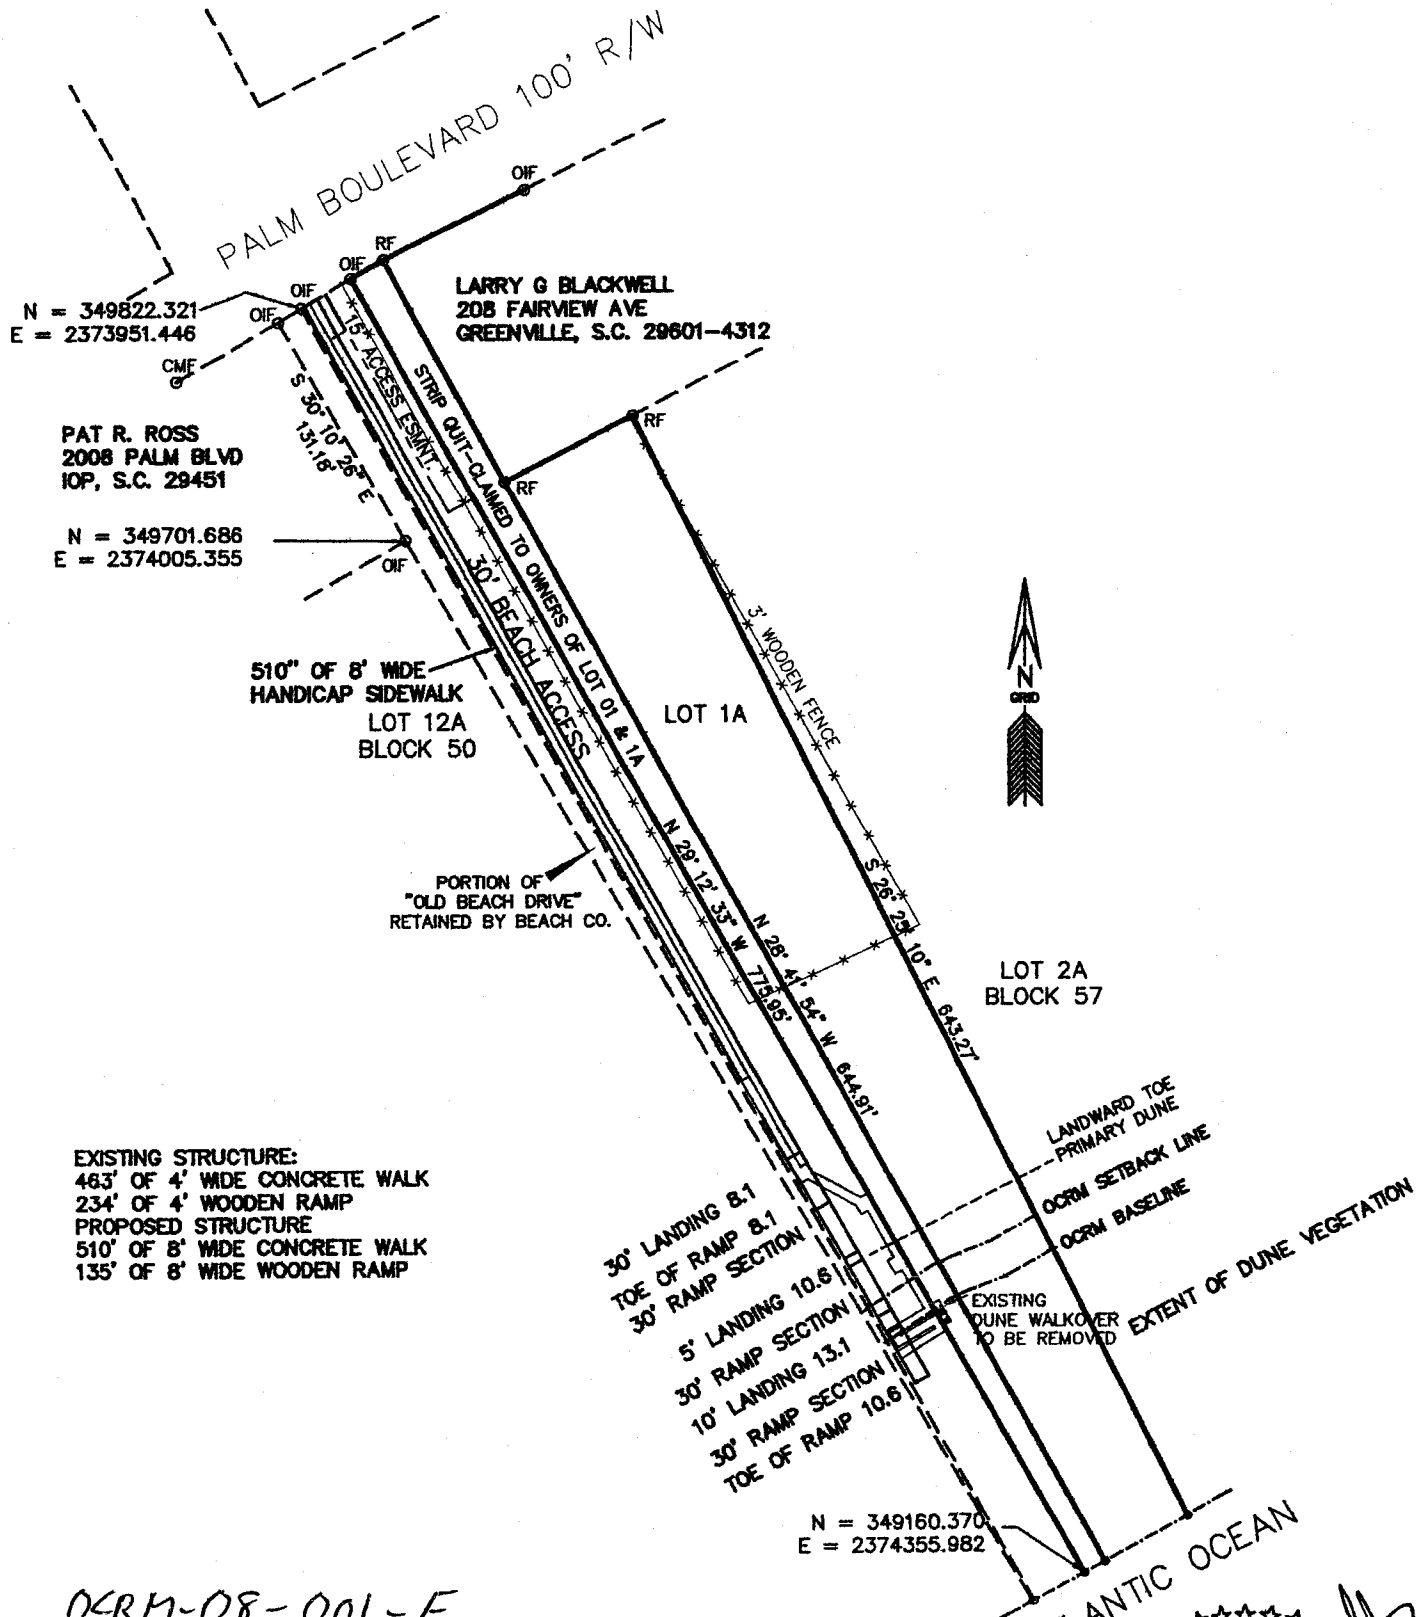 PALM BOULEVARD 100' R/W
OIF
RF
OIF
OIF
OIF
CMF
N = 349822.321
E = 2373951.446
LARRY G BLACKWELL
208 FAIRVIEW AVE
GREENVILLE, S.C. 29601-4312
15' ACCESS ESMNT.
STRIP QUIT-CLAIMED TO OWNERS OF LOT 01 & 1A
RF
RF
S 30° 10' 26" E
131.18'
PAT R. ROSS
2008 PALM BLVD
IOP, S.C. 29451
N = 349701.686
E = 2374005.355
OIF
30' BEACH ACCESS
3' WOODEN FENCE
N
GRID
510" OF 8' WIDE
HANDICAP SIDEWALK
LOT 12A
BLOCK 50
LOT 1A
PORTION OF
"OLD BEACH DRIVE"
RETAINED BY BEACH CO.
N 29° 12' 33" W 775.95'
N 28° 41' 54" W 644.91'
S 26° 25' 10" E 643.27'
LOT 2A
BLOCK 57
LANDWARD TOE
PRIMARY DUNE
OCRM SETBACK LINE
OCRM BASELINE
EXTENT OF DUNE VEGETATION
EXISTING STRUCTURE:
463' OF 4' WIDE CONCRETE WALK
234' OF 4' WOODEN RAMP
PROPOSED STRUCTURE
510' OF 8' WIDE CONCRETE WALK
135' OF 8' WIDE WOODEN RAMP
30' LANDING 8.1
TOE OF RAMP 8.1
30' RAMP SECTION
5' LANDING 10.6
30' RAMP SECTION
10' LANDING 13.1
30' RAMP SECTION
TOE OF RAMP 10.6
EXISTING
DUNE WALKOVER
TO BE REMOVED
N = 349160.370
E = 2374355.982
LANTIC OCEAN
OCRM-08-001-E